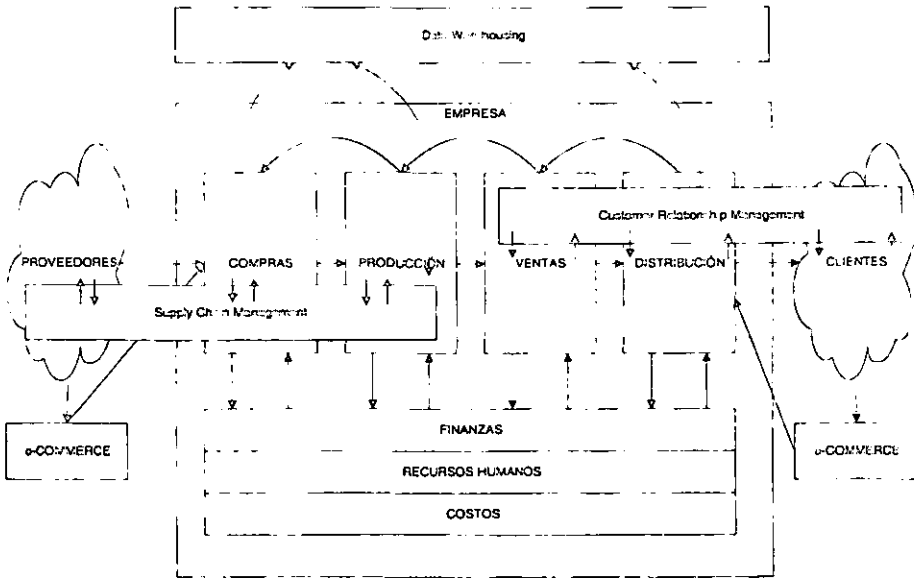 Data Warehousing
EMPRESA
Customer Relationship Management
PROVEEDORES
COMPRAS
PRODUCCIÓN
VENTAS
DISTRIBUCIÓN
CLIENTES
Supply Chain Management
e-COMMERCE
FINANZAS
e-COMMERCE
RECURSOS HUMANOS
COSTOS